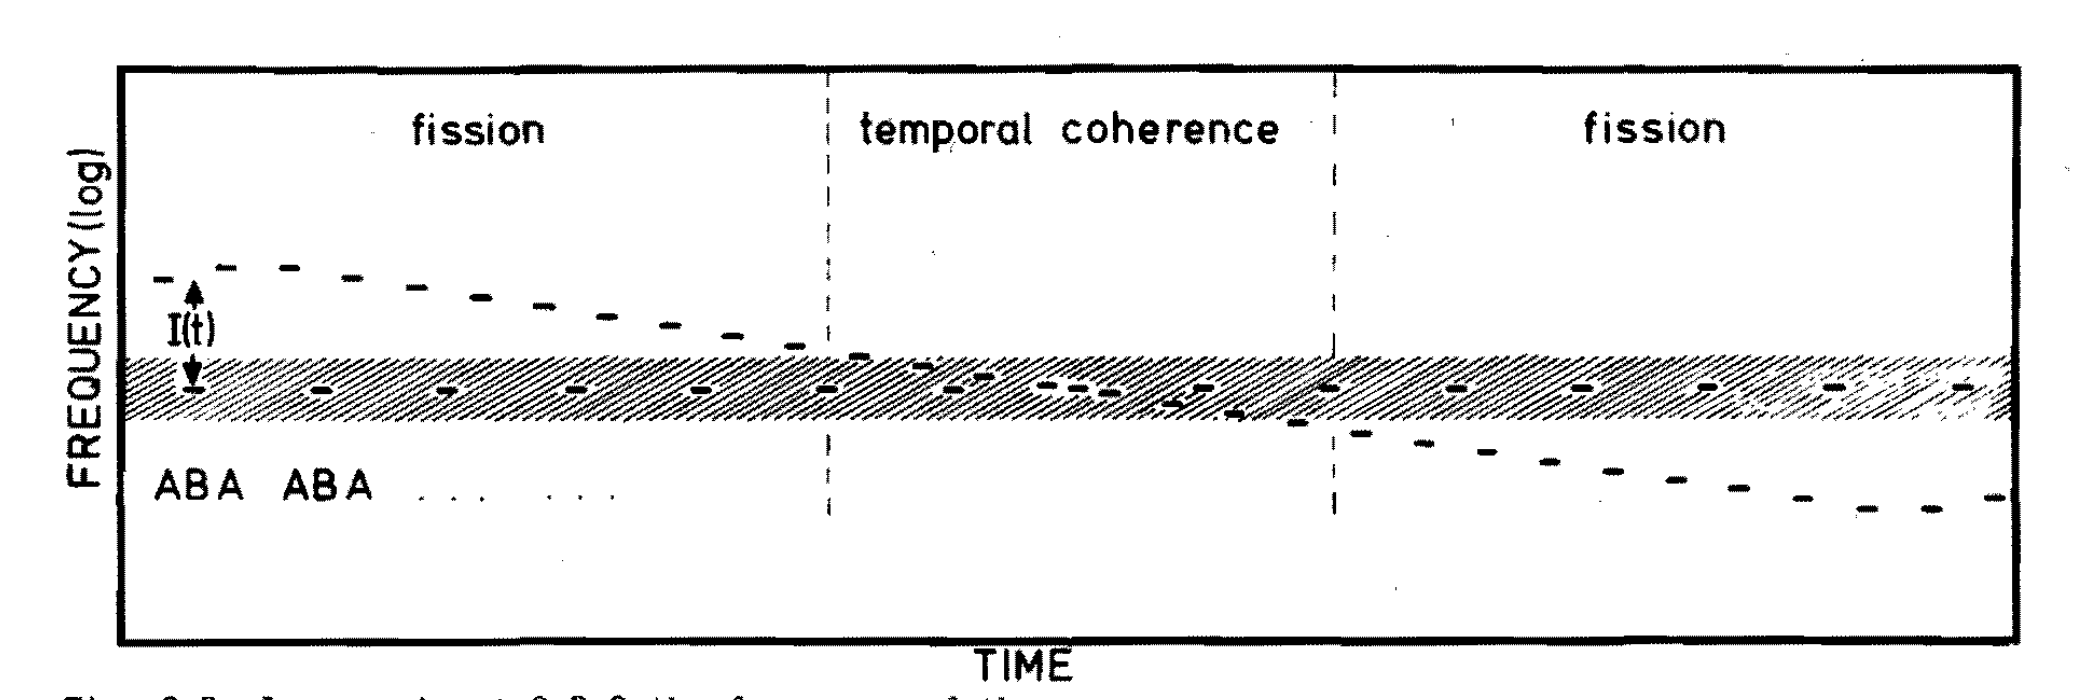 fission temporal coherence fission
FREQUENCY (log)
I(t)
ABA ABA . . . . . .
TIME